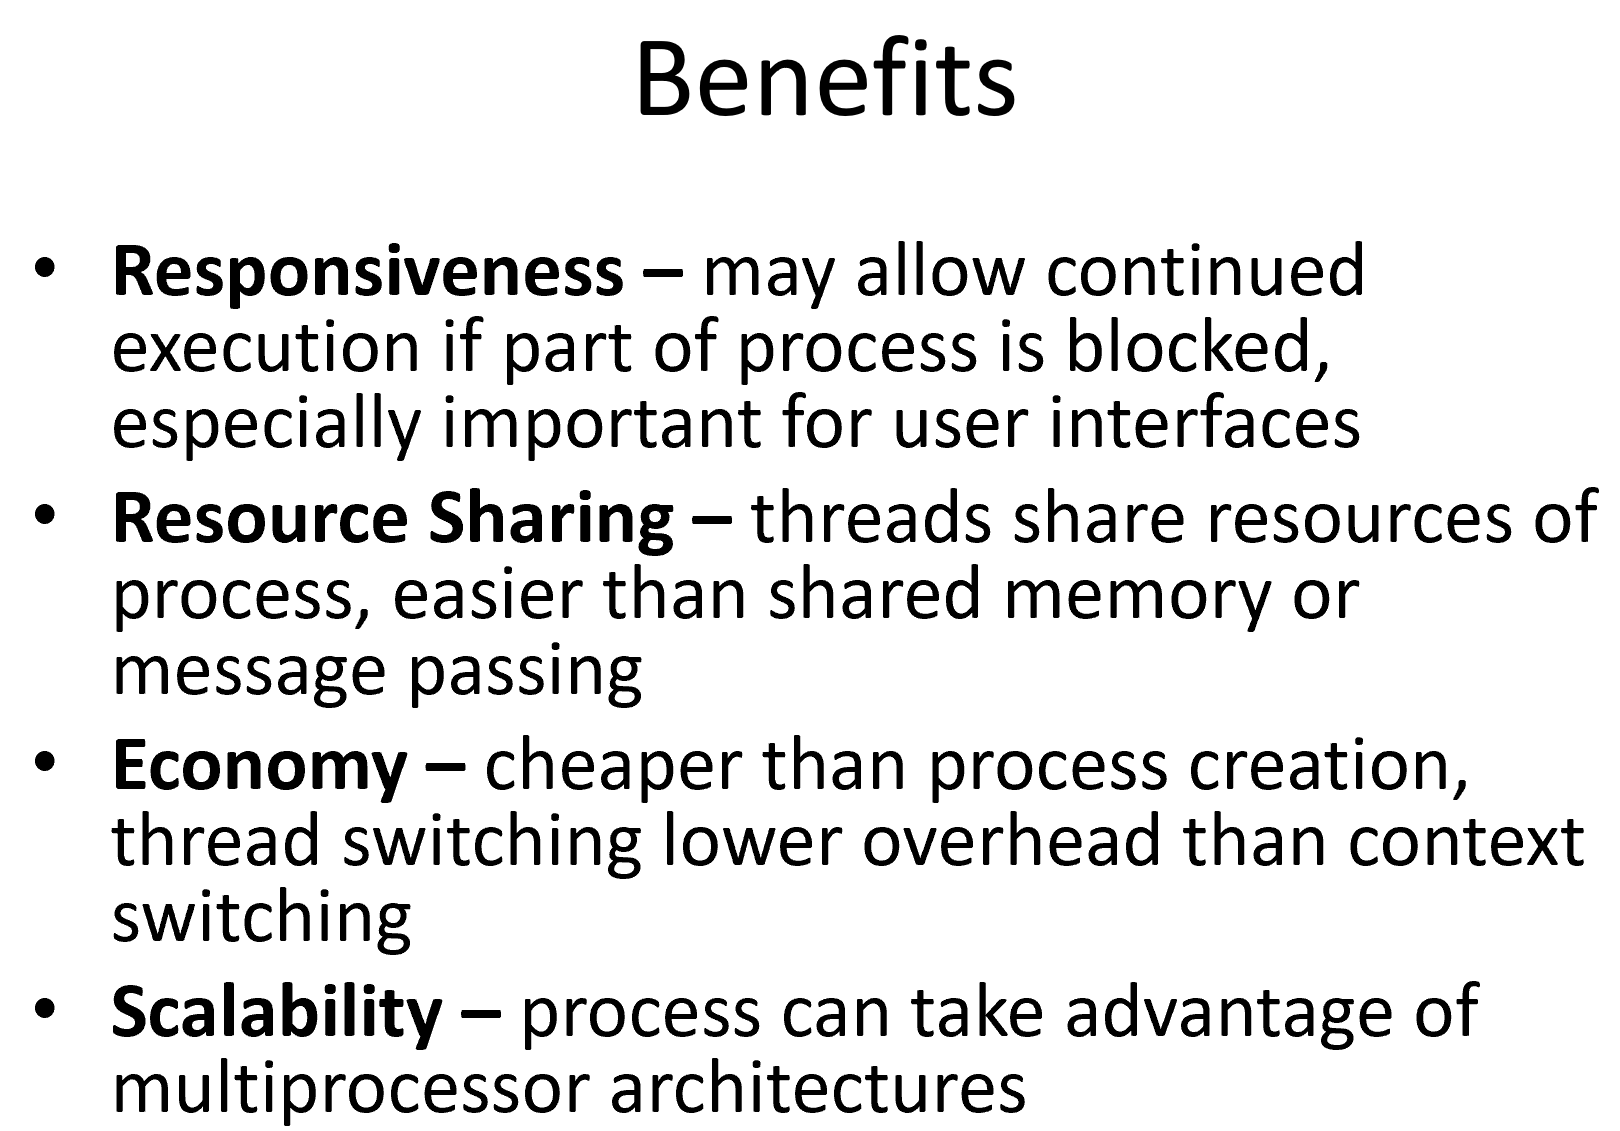 Benefits
• Responsiveness – may allow continued
execution if part of process is blocked,
especially important for user interfaces
• Resource Sharing – threads share resources of
process, easier than shared memory or
message passing
• Economy – cheaper than process creation,
thread switching lower overhead than context
switching
• Scalability – process can take advantage of
multiprocessor architectures